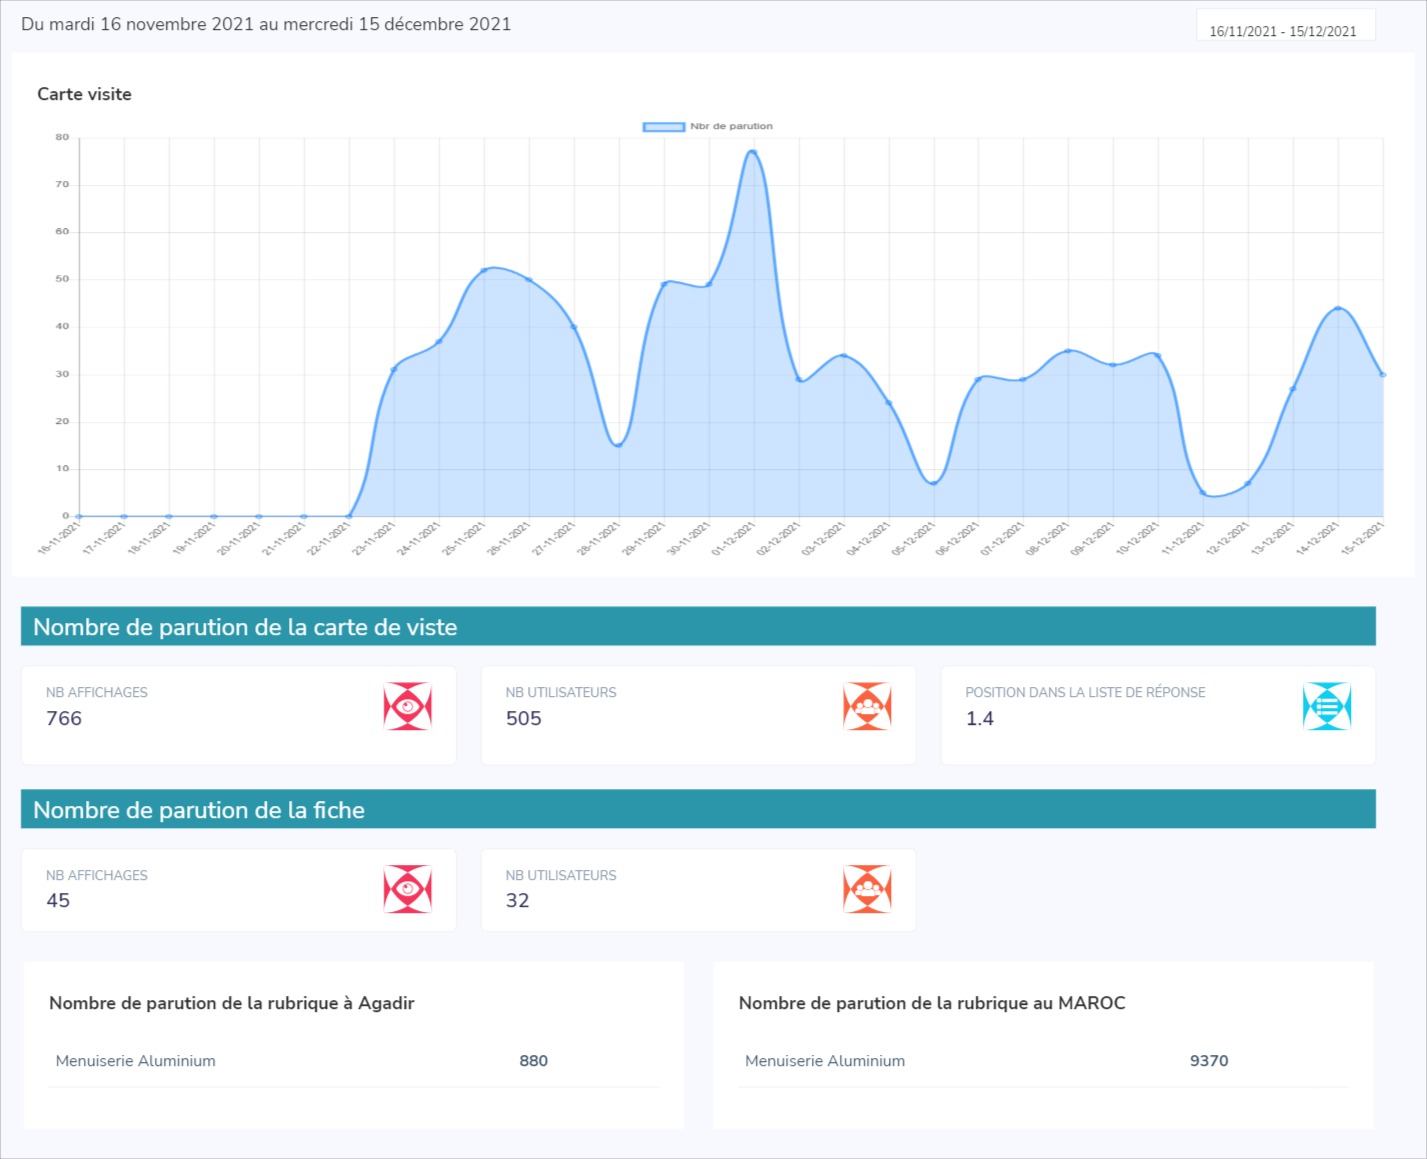 Du mardi 16 novembre 2021 au mercredi 15 décembre 2021
16/11/2021 - 15/12/2021
Carte visite
Nbr de parution
80
70
60
50
40
30
20
10
0
16-11-2021 17-11-2021 18-11-2021 19-11-2021 20-11-2021 21-11-2021 22-11-2021 23-11-2021 24-11-2021 25-11-2021 26-11-2021 27-11-2021 28-11-2021 29-11-2021 30-11-2021 01-12-2021 02-12-2021 03-12-2021 04-12-2021 05-12-2021 06-12-2021 07-12-2021 08-12-2021 09-12-2021 10-12-2021 11-12-2021 12-12-2021 13-12-2021 14-12-2021 15-12-2021
Nombre de parution de la carte de viste
NB AFFICHAGES
766
NB UTILISATEURS
505
POSITION DANS LA LISTE DE RÉPONSE
1.4
Nombre de parution de la fiche
NB AFFICHAGES
45
NB UTILISATEURS
32
Nombre de parution de la rubrique à Agadir
Menuiserie Aluminium 880
Nombre de parution de la rubrique au MAROC
Menuiserie Aluminium 9370